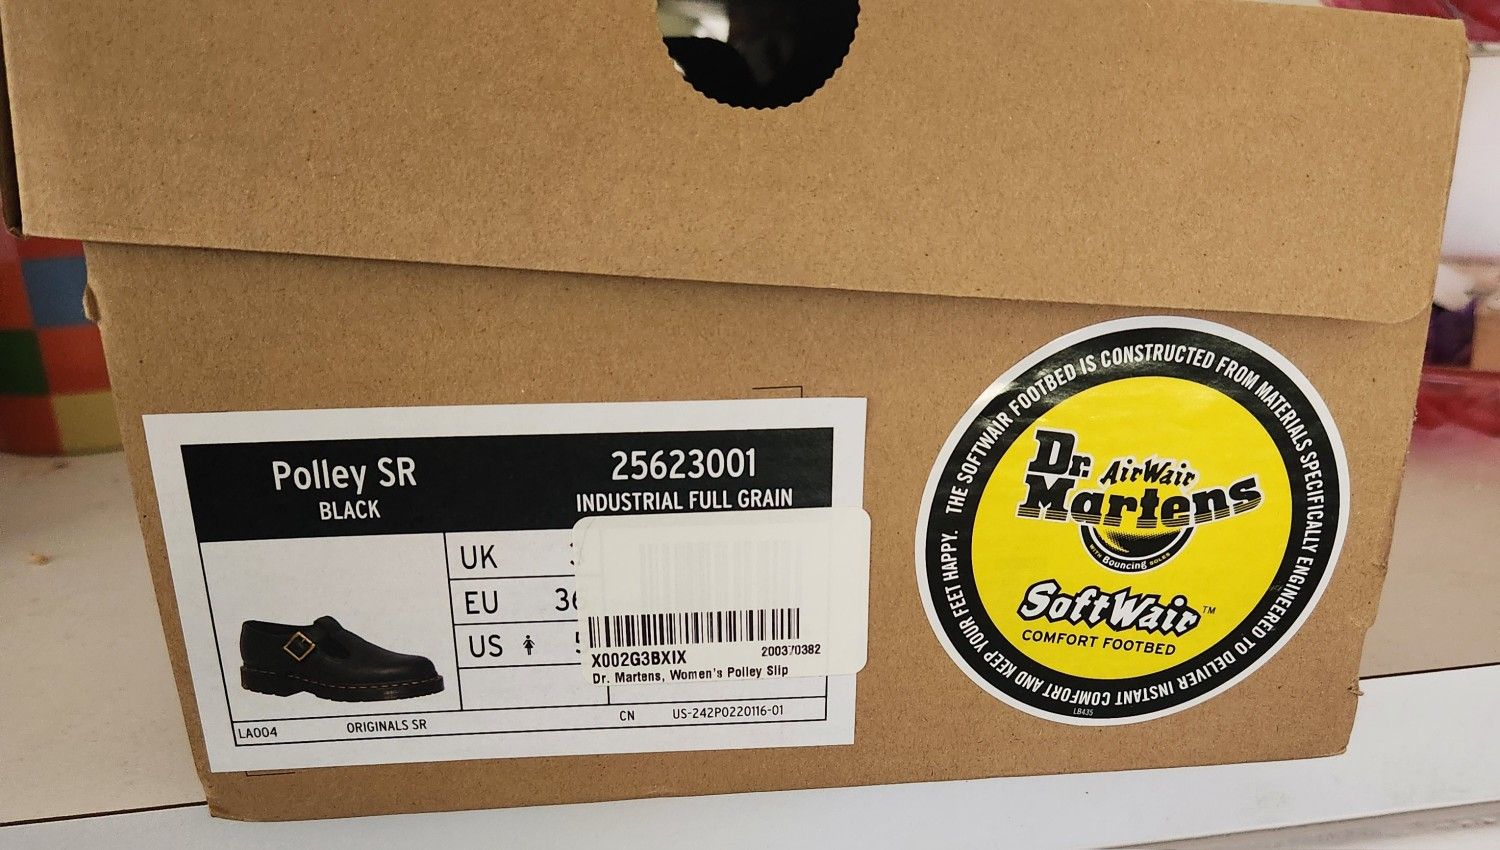 Polley SR
BLACK
25623001
INDUSTRIAL FULL GRAIN
UK
EU
US
X002G3BXIX
200370382
Dr. Martens, Women's Polley Slip
CN
US-242P0220116-01
LA004
ORIGINALS SR
THE SOFTWAIR FOOTBED IS CONSTRUCTED FROM MATERIALS SPECIFICALLY ENGINEERED TO DELIVER INSTANT COMFORT AND KEEP YOUR FEET HAPPY.
Dr.
AirWair
Martens
WITH Bouncing SOLES
SoftWair™
COMFORT FOOTBED
LB435